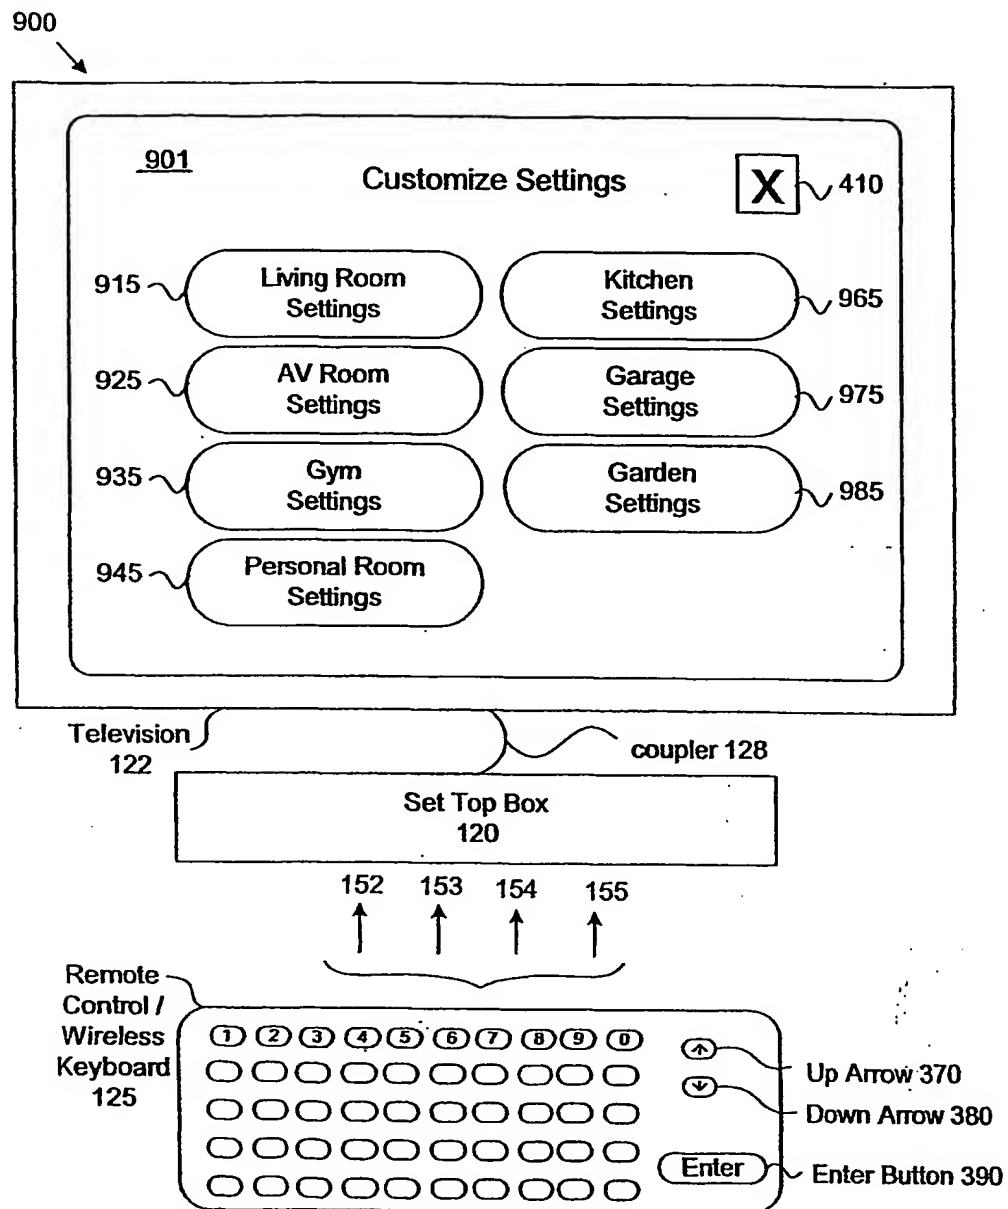 900
901
Customize Settings
X
410
915
Living Room
Settings
Kitchen
Settings
965
925
AV Room
Settings
Garage
Settings
975
935
Gym
Settings
Garden
Settings
985
945
Personal Room
Settings
Television
122
coupler 128
Set Top Box
120
152 153 154 155
Remote
Control /
Wireless
Keyboard
125
1 2 3 4 5 6 7 8 9 0
Up Arrow 370
Down Arrow 380
Enter
Enter Button 390